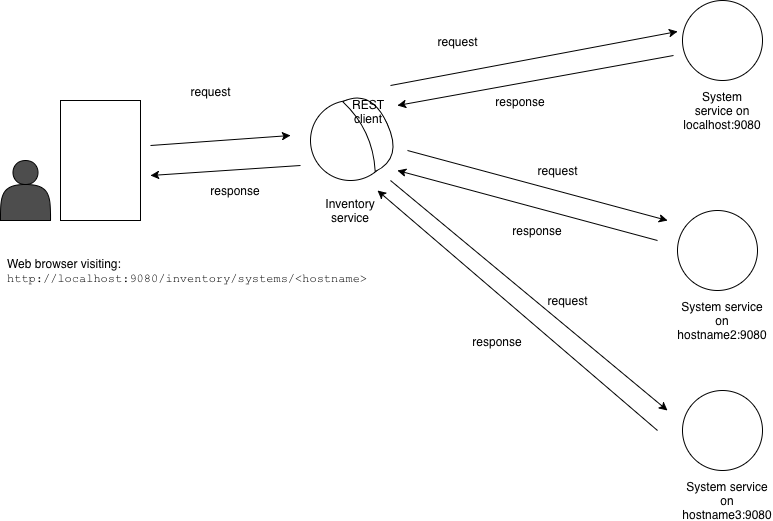 request
response
Web browser visiting:
http://localhost:9080/inventory/systems/<hostname>
REST
client
Inventory
service
request
response
System
service on
localhost:9080
request
response
System service
on
hostname2:9080
request
response
System service
on
hostname3:9080